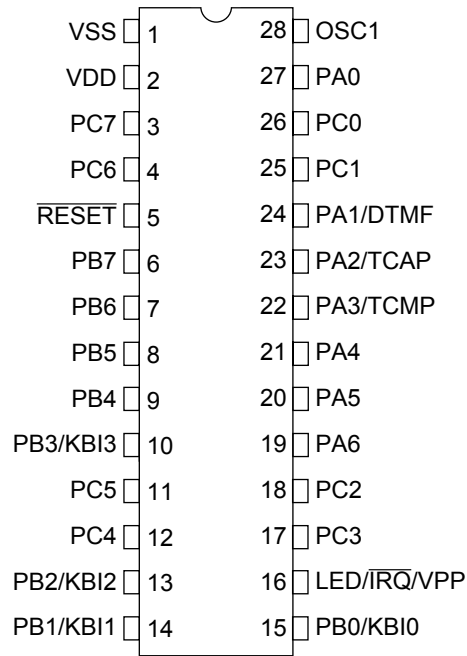 VSS 1 28 OSC1
VDD 2 27 PA0
PC7 3 26 PC0
PC6 4 25 PC1
RESET 5 24 PA1/DTMF
PB7 6 23 PA2/TCAP
PB6 7 22 PA3/TCMP
PB5 8 21 PA4
PB4 9 20 PA5
PB3/KBI3 10 19 PA6
PC5 11 18 PC2
PC4 12 17 PC3
PB2/KBI2 13 16 LED/IRQ/VPP
PB1/KBI1 14 15 PB0/KBI0